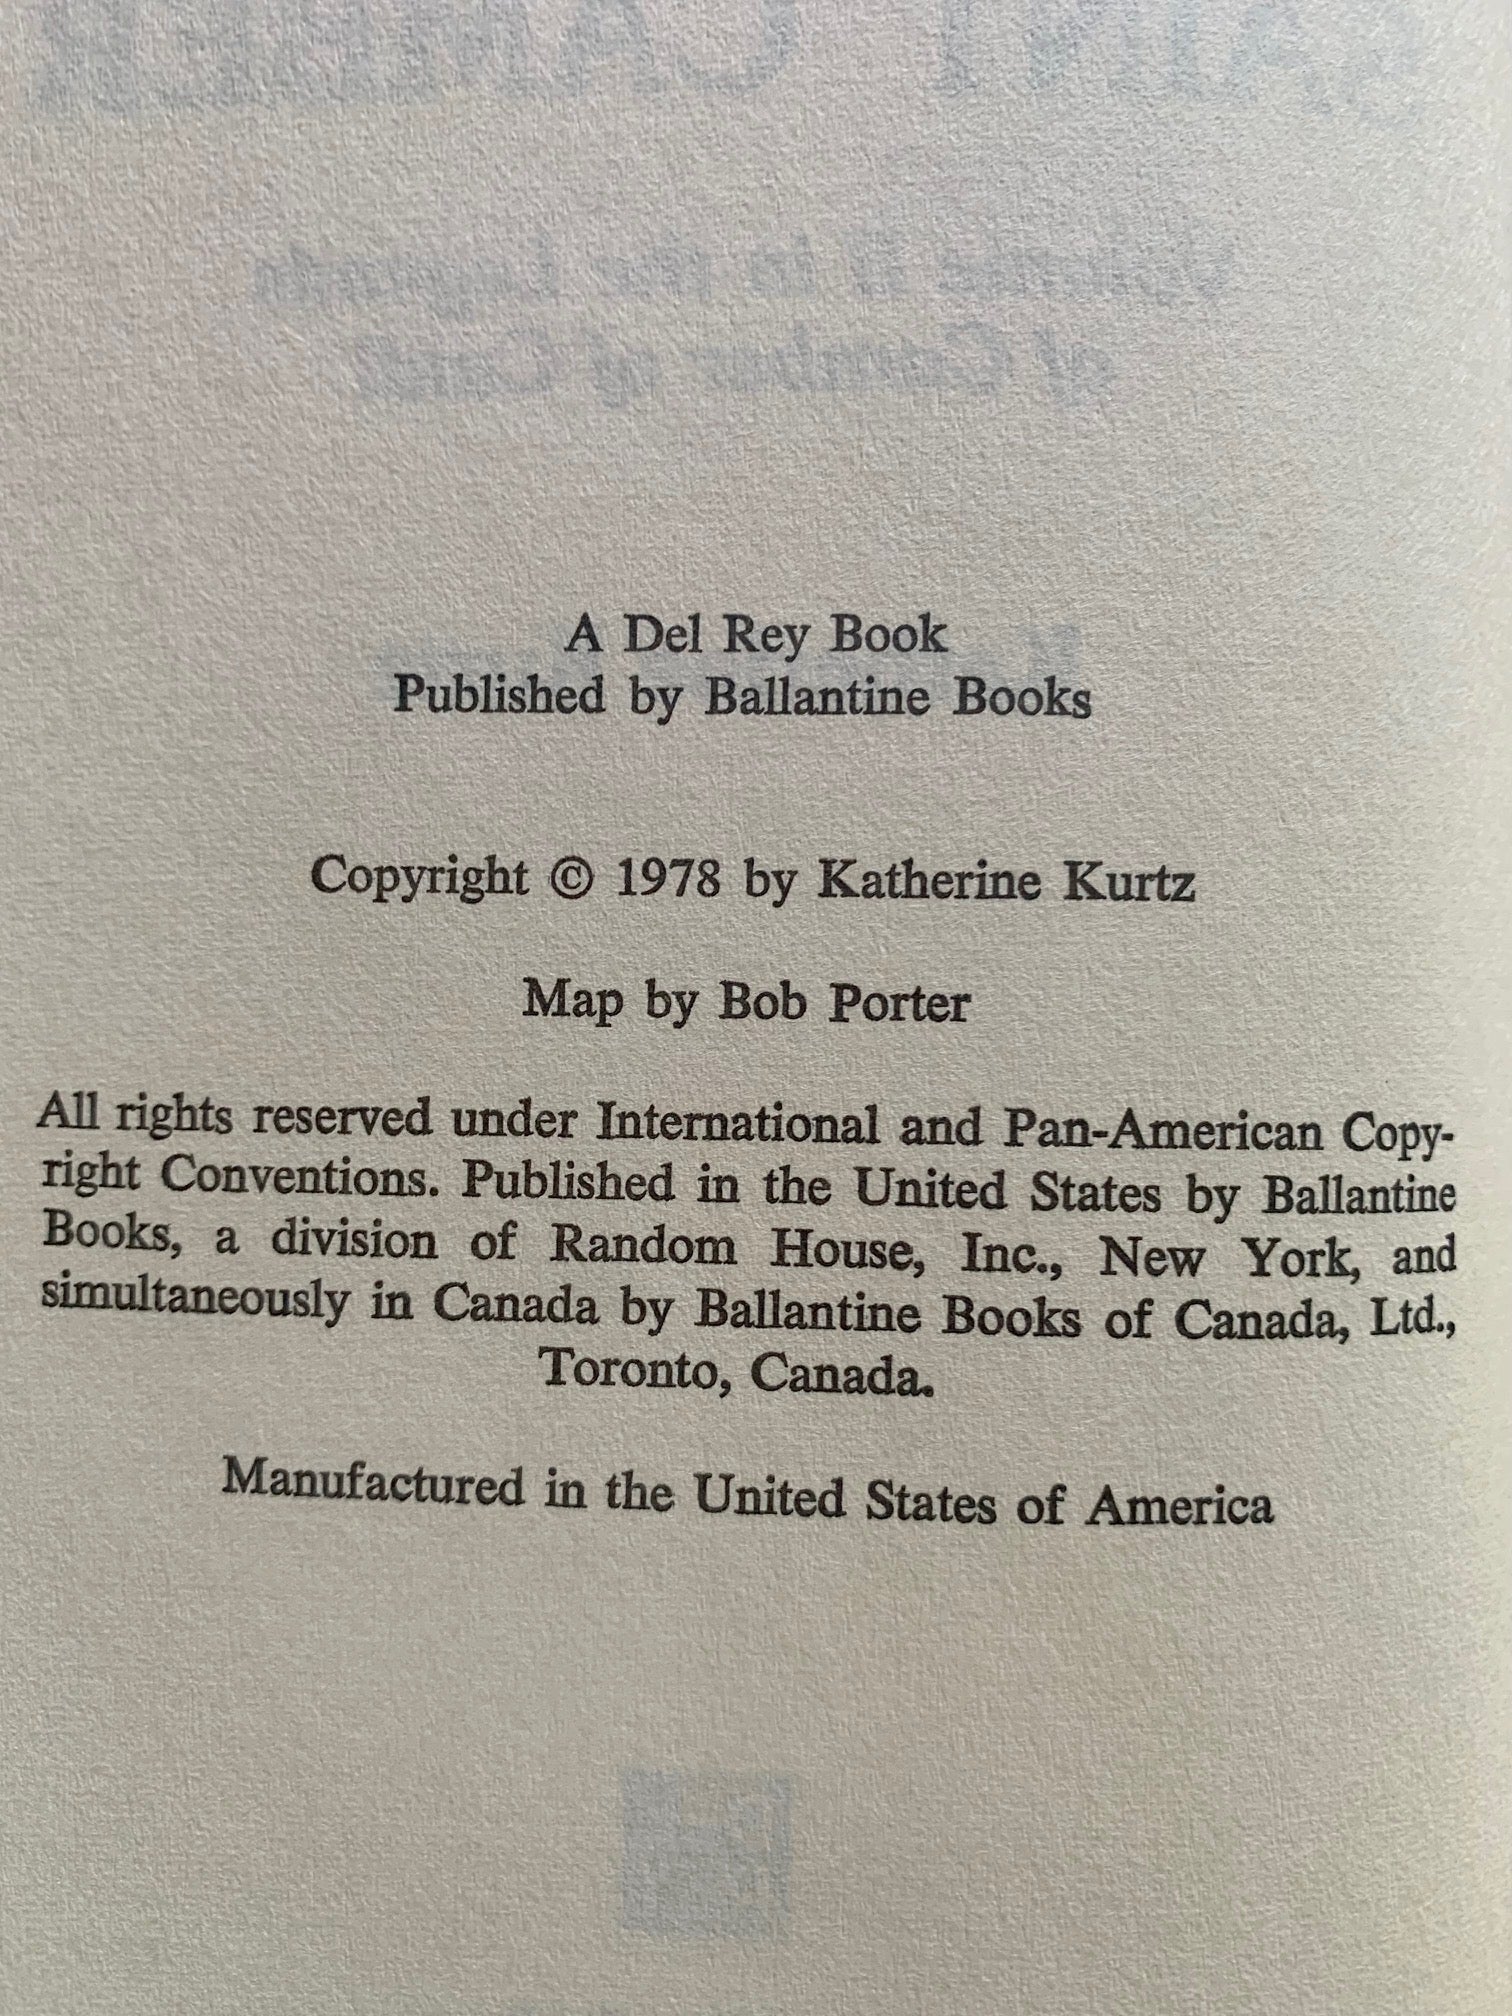 A Del Rey Book
Published by Ballantine Books
Copyright © 1978 by Katherine Kurtz
Map by Bob Porter
All rights reserved under International and Pan-American Copy-
right Conventions. Published in the United States by Ballantine
Books, a division of Random House, Inc., New York, and
simultaneously in Canada by Ballantine Books of Canada, Ltd.,
Toronto, Canada.
Manufactured in the United States of America